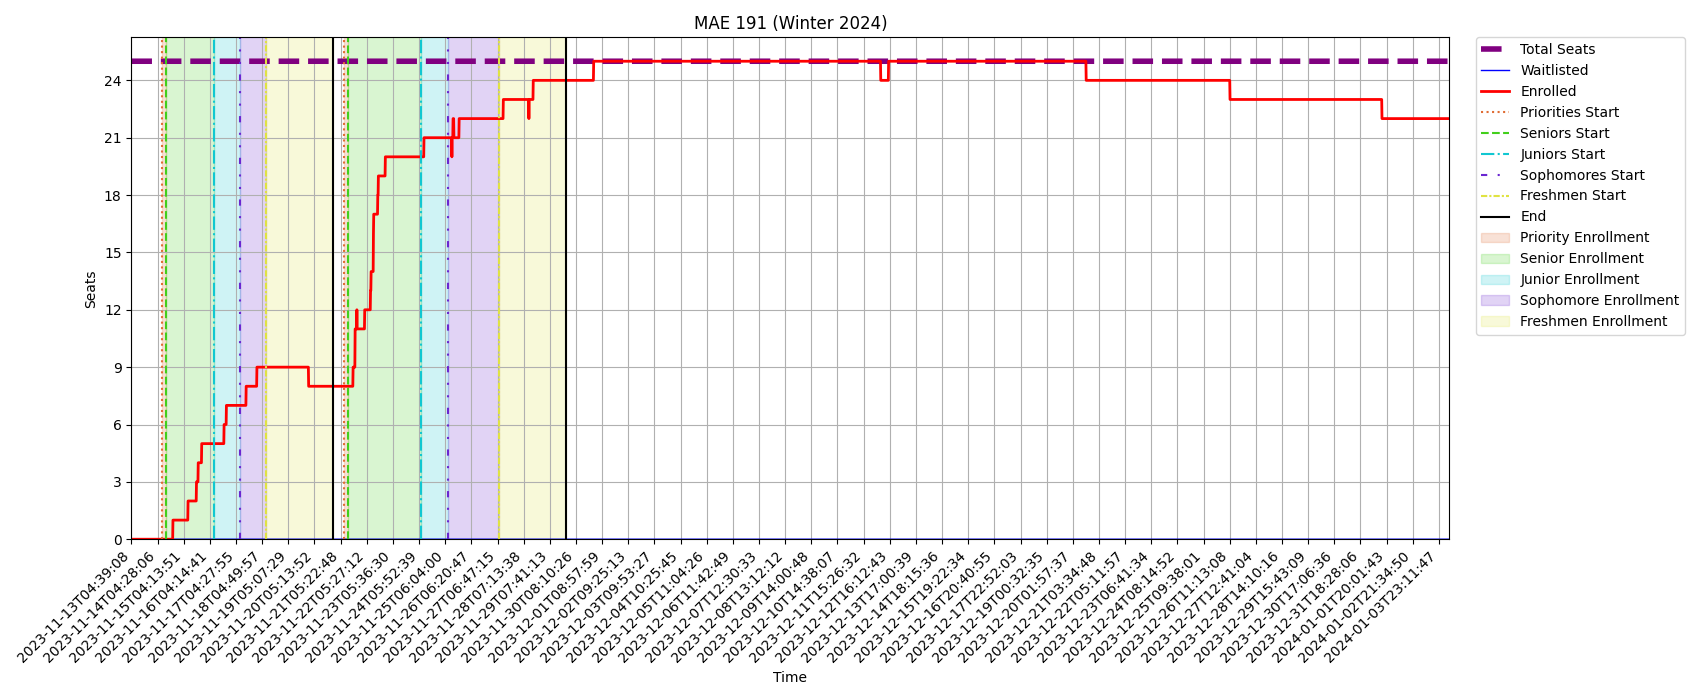 MAE 191 (Winter 2024)
Seats
24
21
18
15
12
9
6
3
0
2023-11-13T04:39:08
2023-11-14T04:28:06
2023-11-15T04:13:51
2023-11-16T04:14:41
2023-11-17T04:27:55
2023-11-18T04:49:57
2023-11-19T05:07:29
2023-11-20T05:13:52
2023-11-21T05:22:48
2023-11-22T05:27:12
2023-11-23T05:36:30
2023-11-24T05:52:39
2023-11-26T06:04:00
2023-11-27T06:20:47
2023-11-27T06:47:15
2023-11-28T07:13:38
2023-11-29T07:41:13
2023-11-30T08:10:26
2023-12-01T08:57:59
2023-12-02T09:25:13
2023-12-03T09:53:27
2023-12-04T10:25:45
2023-12-05T11:04:26
2023-12-06T11:42:49
2023-12-07T12:30:33
2023-12-08T13:12:12
2023-12-09T14:00:48
2023-12-10T14:38:07
2023-12-11T15:26:32
2023-12-12T16:12:43
2023-12-13T17:00:39
2023-12-14T18:15:36
2023-12-15T19:22:34
2023-12-16T20:40:55
2023-12-17T22:52:03
2023-12-19T00:32:35
2023-12-20T01:57:37
2023-12-21T03:34:48
2023-12-22T05:11:57
2023-12-23T06:41:34
2023-12-24T08:14:52
2023-12-25T09:38:01
2023-12-26T11:13:08
2023-12-27T12:41:04
2023-12-28T14:10:16
2023-12-29T15:43:09
2023-12-30T17:06:36
2023-12-31T18:28:06
2024-01-01T20:01:43
2024-01-02T21:34:50
2024-01-03T23:11:47
Time
Total Seats
Waitlisted
Enrolled
Priorities Start
Seniors Start
Juniors Start
Sophomores Start
Freshmen Start
End
Priority Enrollment
Senior Enrollment
Junior Enrollment
Sophomore Enrollment
Freshmen Enrollment